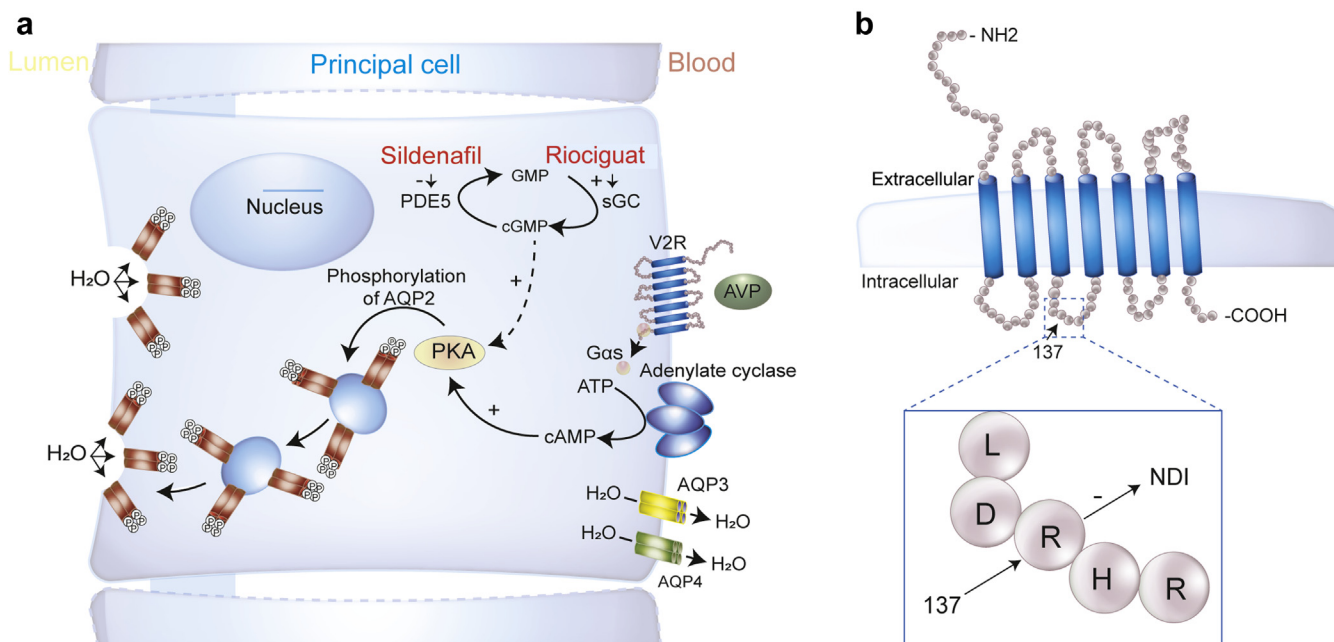 a
Lumen
Principal cell
Blood
Sildenafil
Riociguat
-
PDE5
GMP
+
sGC
cGMP
Nucleus
+
V2R
AVP
H₂O
Phosphorylation
of AQP2
PKA
Gαs
Adenylate cyclase
ATP
+
cAMP
H₂O
H₂O
AQP3
H₂O
H₂O
AQP4
H₂O
P P P P
P P P P
P P P P
P P P P
P P P P
P P P P
P P P P
P P P P
P P P P
P P P P
P P P P
b
- NH2
Extracellular
Intracellular
-COOH
137
L
D
R
H
R
-
NDI
137